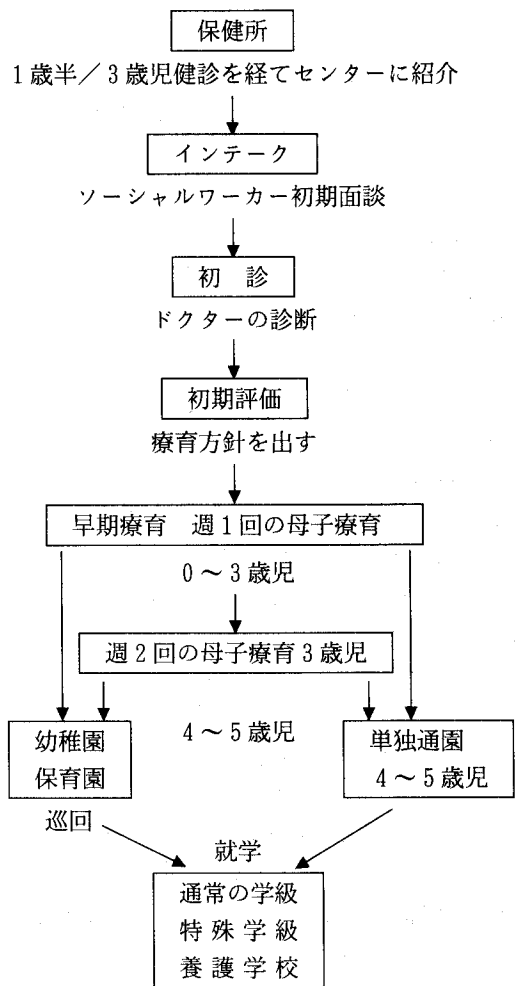 保健所
1歳半/3歳児健診を経てセンターに紹介
インテーク
ソーシャルワーカー初期面談
初 診
ドクターの診断
初期評価
療育方針を出す
早期療育 週1回の母子療育
0〜3歳児
週2回の母子療育3歳児
幼稚園
保育園
4〜5歳児
単独通園
4〜5歳児
巡回
就学
通常の学級
特殊学級
養護学校